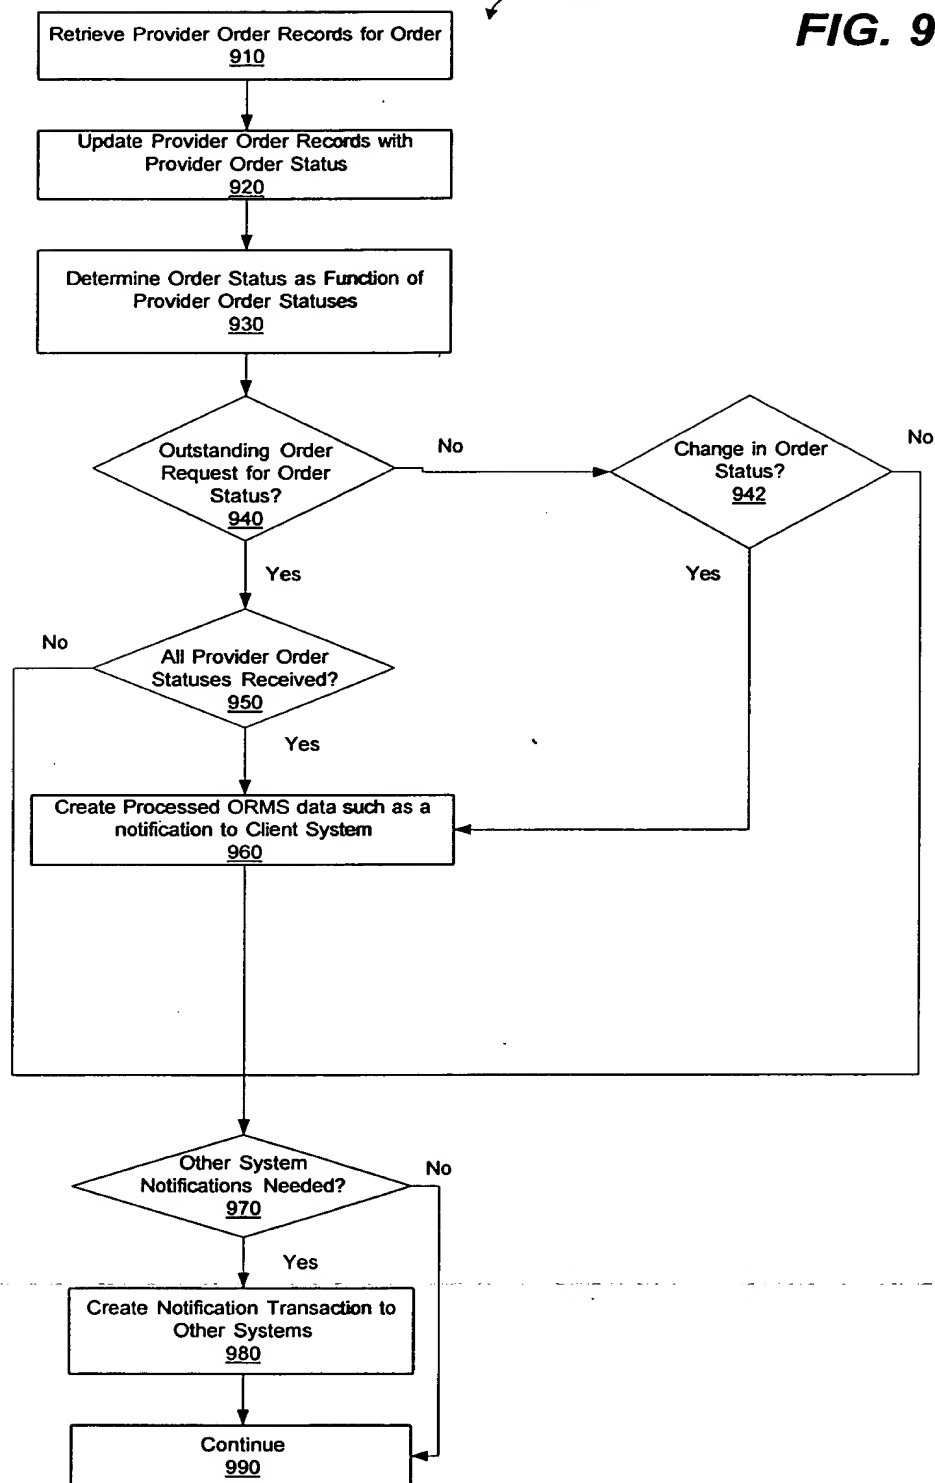 FIG. 9
Retrieve Provider Order Records for Order
910
Update Provider Order Records with
Provider Order Status
920
Determine Order Status as Function of
Provider Order Statuses
930
Outstanding Order
Request for Order
Status?
940
No
Change in Order
Status?
942
No
Yes
Yes
No
All Provider Order
Statuses Received?
950
Yes
Create Processed ORMS data such as a
notification to Client System
960
Other System
Notifications Needed?
970
No
Yes
Create Notification Transaction to
Other Systems
980
Continue
990